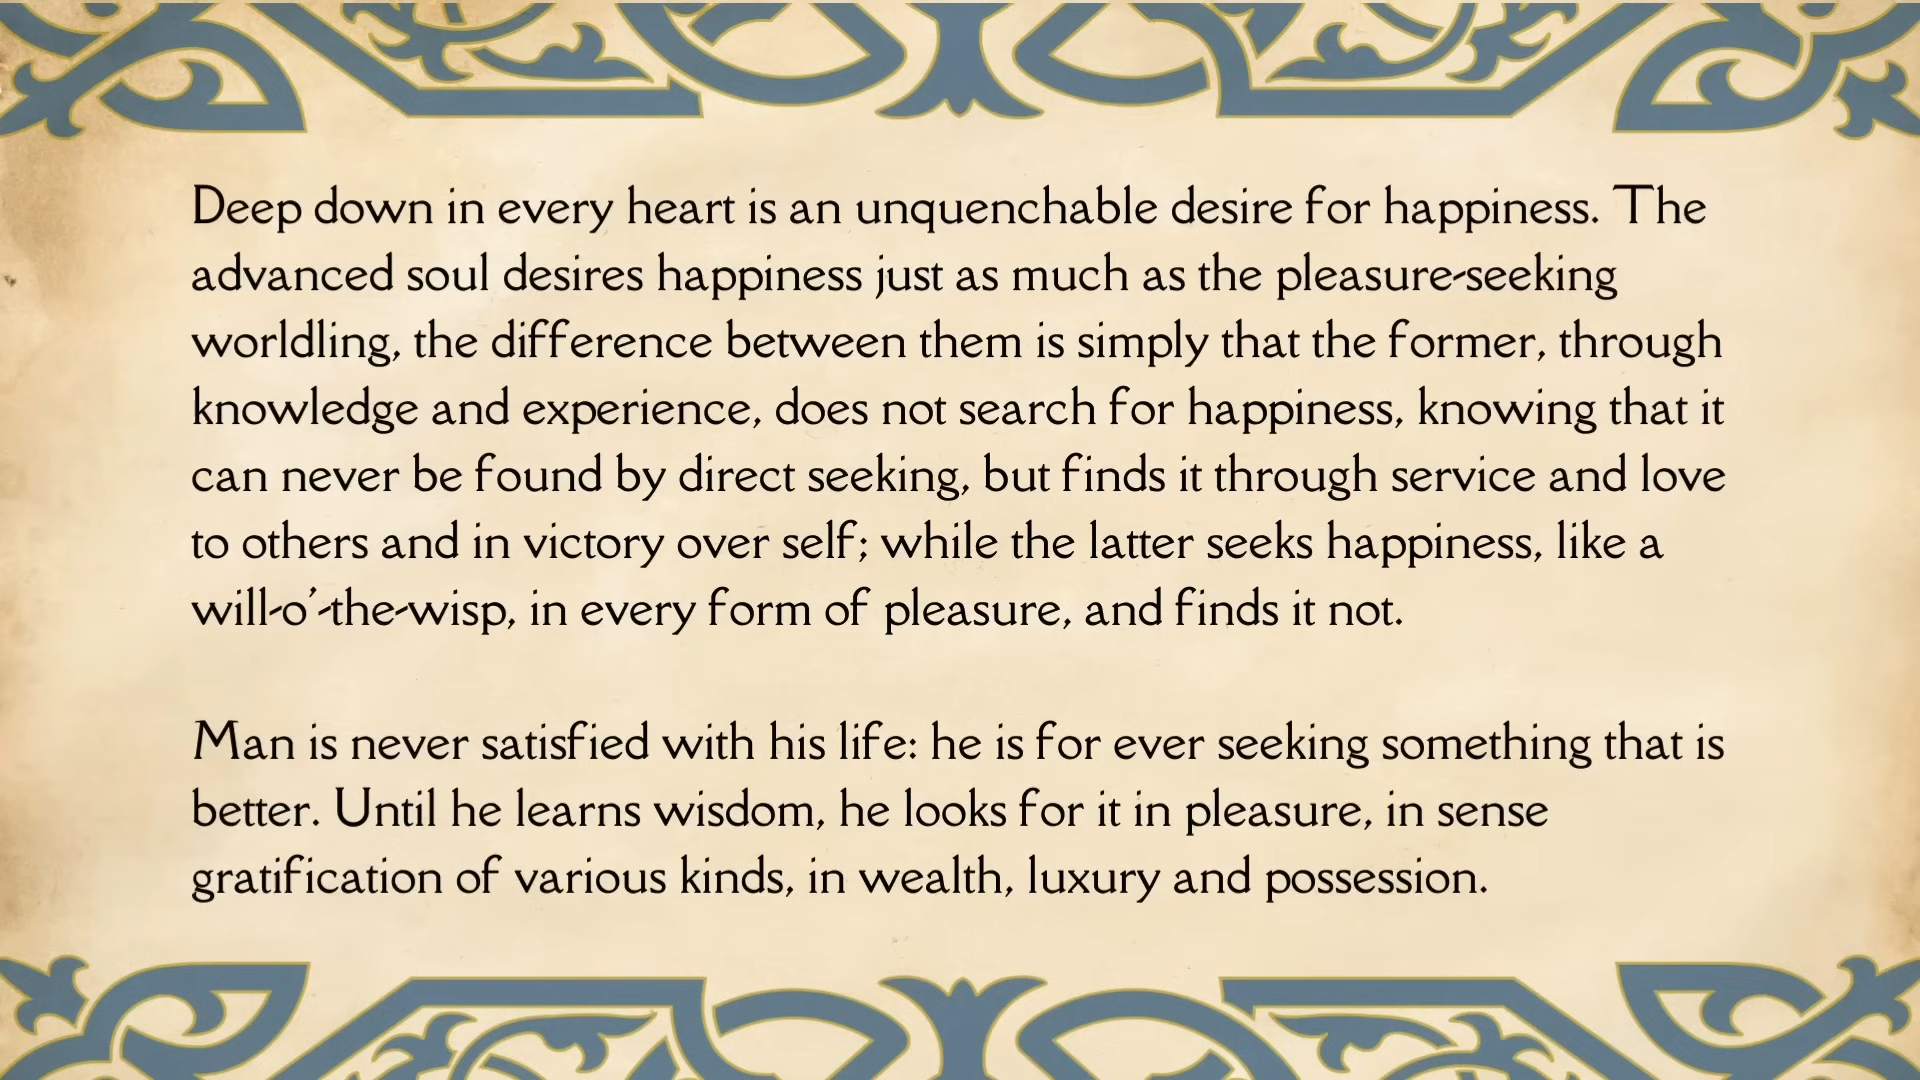 Deep down in every heart is an unquenchable desire for happiness. The
advanced soul desires happiness just as much as the pleasure-seeking
worldling, the difference between them is simply that the former, through
knowledge and experience, does not search for happiness, knowing that it
can never be found by direct seeking, but finds it through service and love
to others and in victory over self; while the latter seeks happiness, like a
will-o’-the-wisp, in every form of pleasure, and finds it not.
Man is never satisfied with his life: he is for ever seeking something that is
better. Until he learns wisdom, he looks for it in pleasure, in sense
gratification of various kinds, in wealth, luxury and possession.